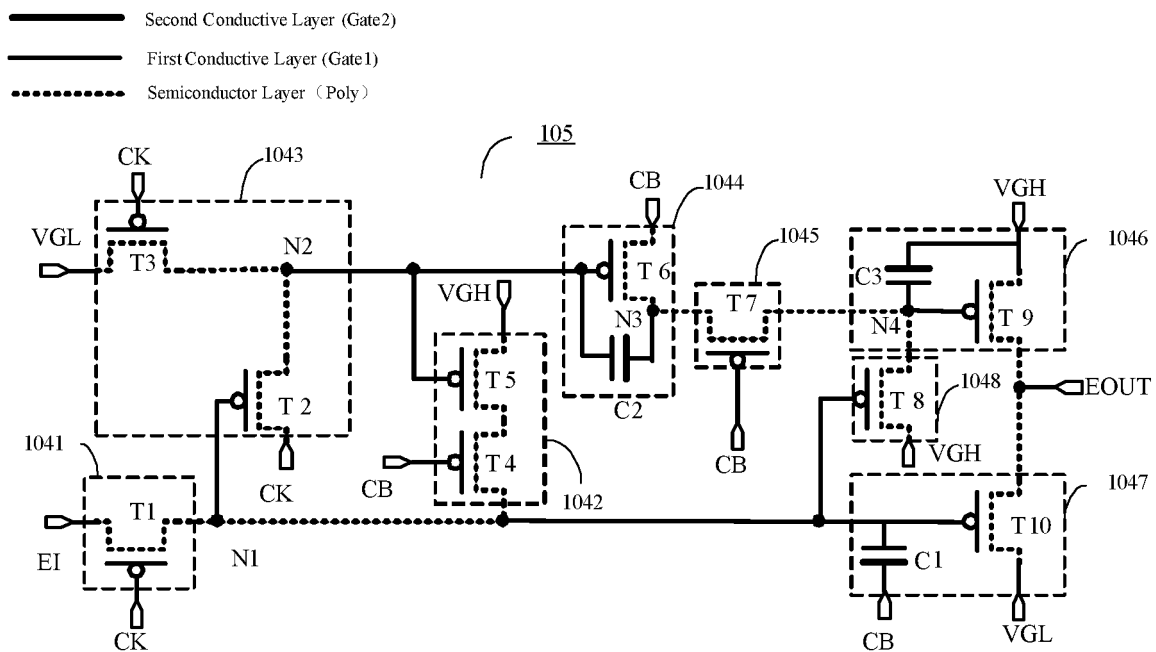 Second Conductive Layer (Gate2)
First Conductive Layer (Gate1)
Semiconductor Layer（Poly）
105
CK
1043
CB
1044
VGH
VGL
T3
N2
T 6
1045
1046
C3
VGH
N3
T 7
N4
T 9
T 5
T 2
C2
T 8
1048
EOUT
1041
CK
CB
T 4
1042
CB
VGH
1047
T1
EI
N1
T10
C1
CK
CB
VGL